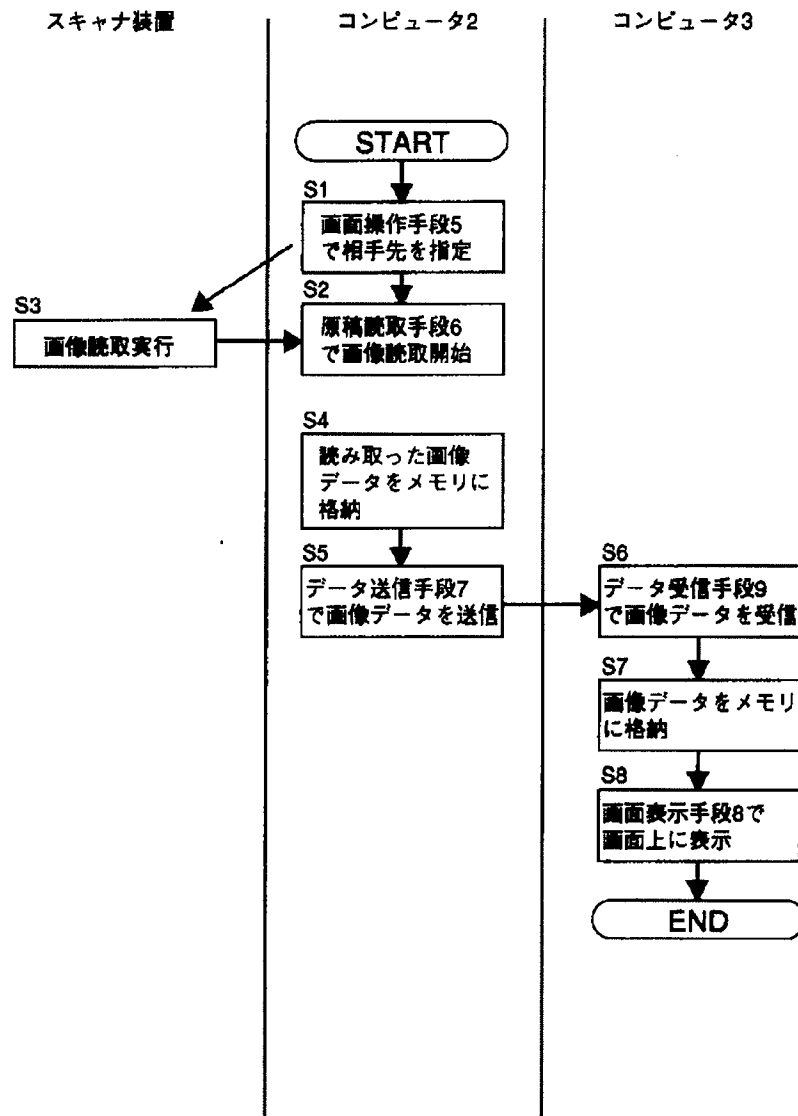 スキャナ装置
コンピュータ2
コンピュータ3
START
S1
画面操作手段5
で相手先を指定
S2
原稿読取手段6
で画像読取開始
S3
画像読取実行
S4
読み取った画像
データをメモリに
格納
S5
データ送信手段7
で画像データを送信
S6
データ受信手段9
で画像データを受信
S7
画像データをメモリ
に格納
S8
画面表示手段8で
画面上に表示
END